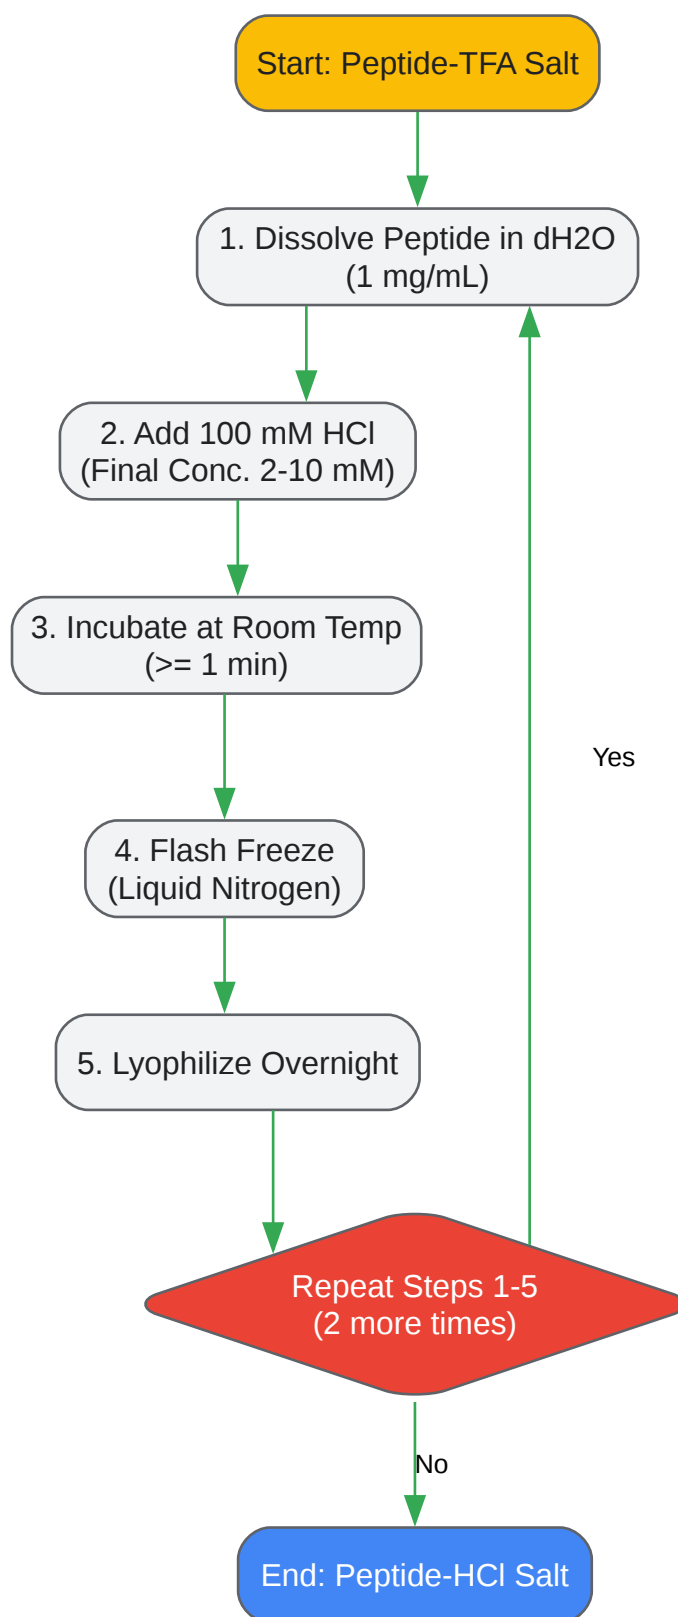 Start: Peptide-TFA Salt
1. Dissolve Peptide in dH2O
(1 mg/mL)
2. Add 100 mM HCl
(Final Conc. 2-10 mM)
3. Incubate at Room Temp
(>= 1 min)
Yes
4. Flash Freeze
(Liquid Nitrogen)
5. Lyophilize Overnight
Repeat Steps 1-5
(2 more times)
No
End: Peptide-HCl Salt